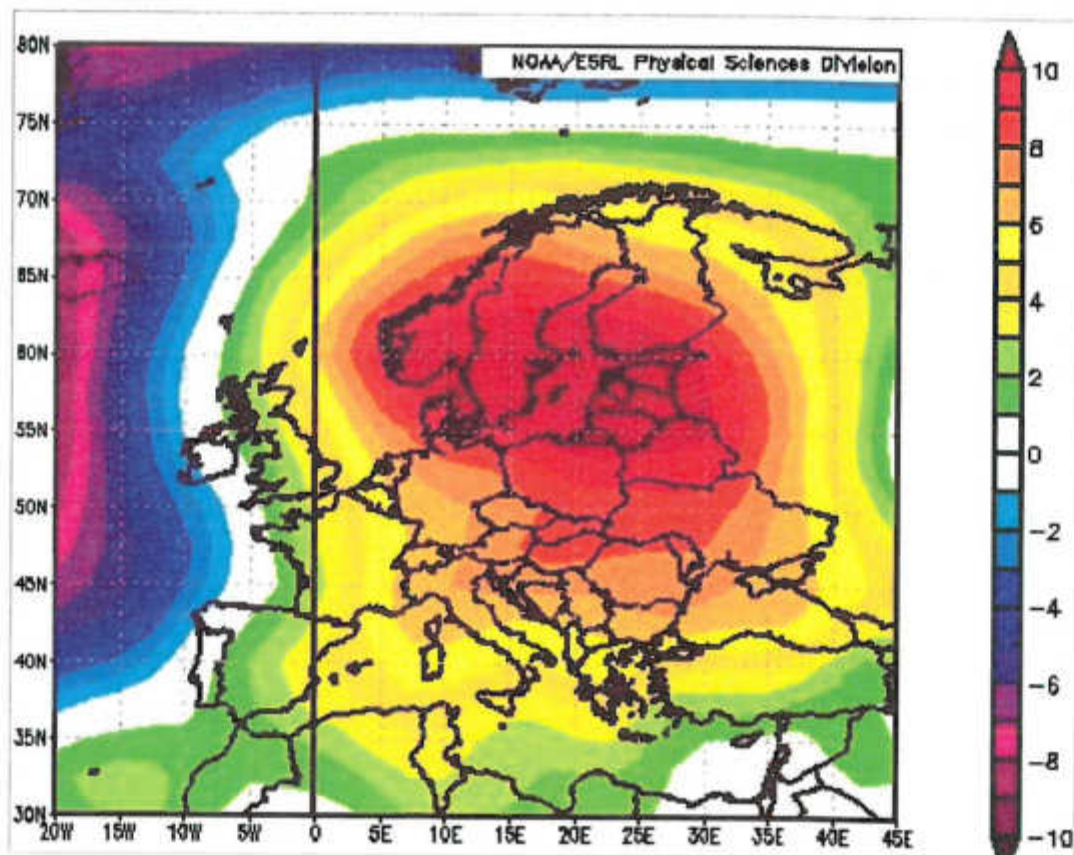 NOAA/ESRL Physical Sciences Division
80N
75N
70N
65N
60N
55N
50N
45N
40N
35N
30N
20W 15W 10W 5W 0 5E 10E 15E 20E 25E 30E 35E 40E 45E
10
8
6
4
2
0
-2
-4
-6
-8
-10